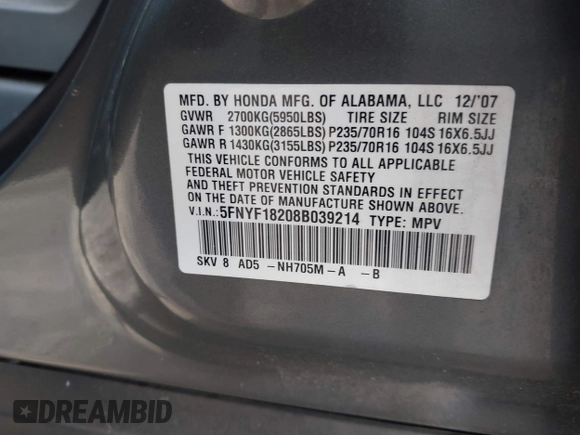 MFD. BY HONDA MFG. OF ALABAMA, LLC 12/'07
GVWR 2700KG(5950LBS) TIRE SIZE RIM SIZE
GAWR F 1300KG(2865LBS) P235/70R16 104S 16X6.5JJ
GAWR R 1430KG(3155LBS) P235/70R16 104S 16X6.5JJ
THIS VEHICLE CONFORMS TO ALL APPLICABLE
FEDERAL MOTOR VEHICLE SAFETY
AND THEFT PREVENTION STANDARDS IN EFFECT
ON THE DATE OF MANUFACTURE SHOWN ABOVE.
V.I.N.: 5FNYF18208B039214 TYPE: MPV
SKV 8 AD5 -NH705M-A -B
DREAMBID